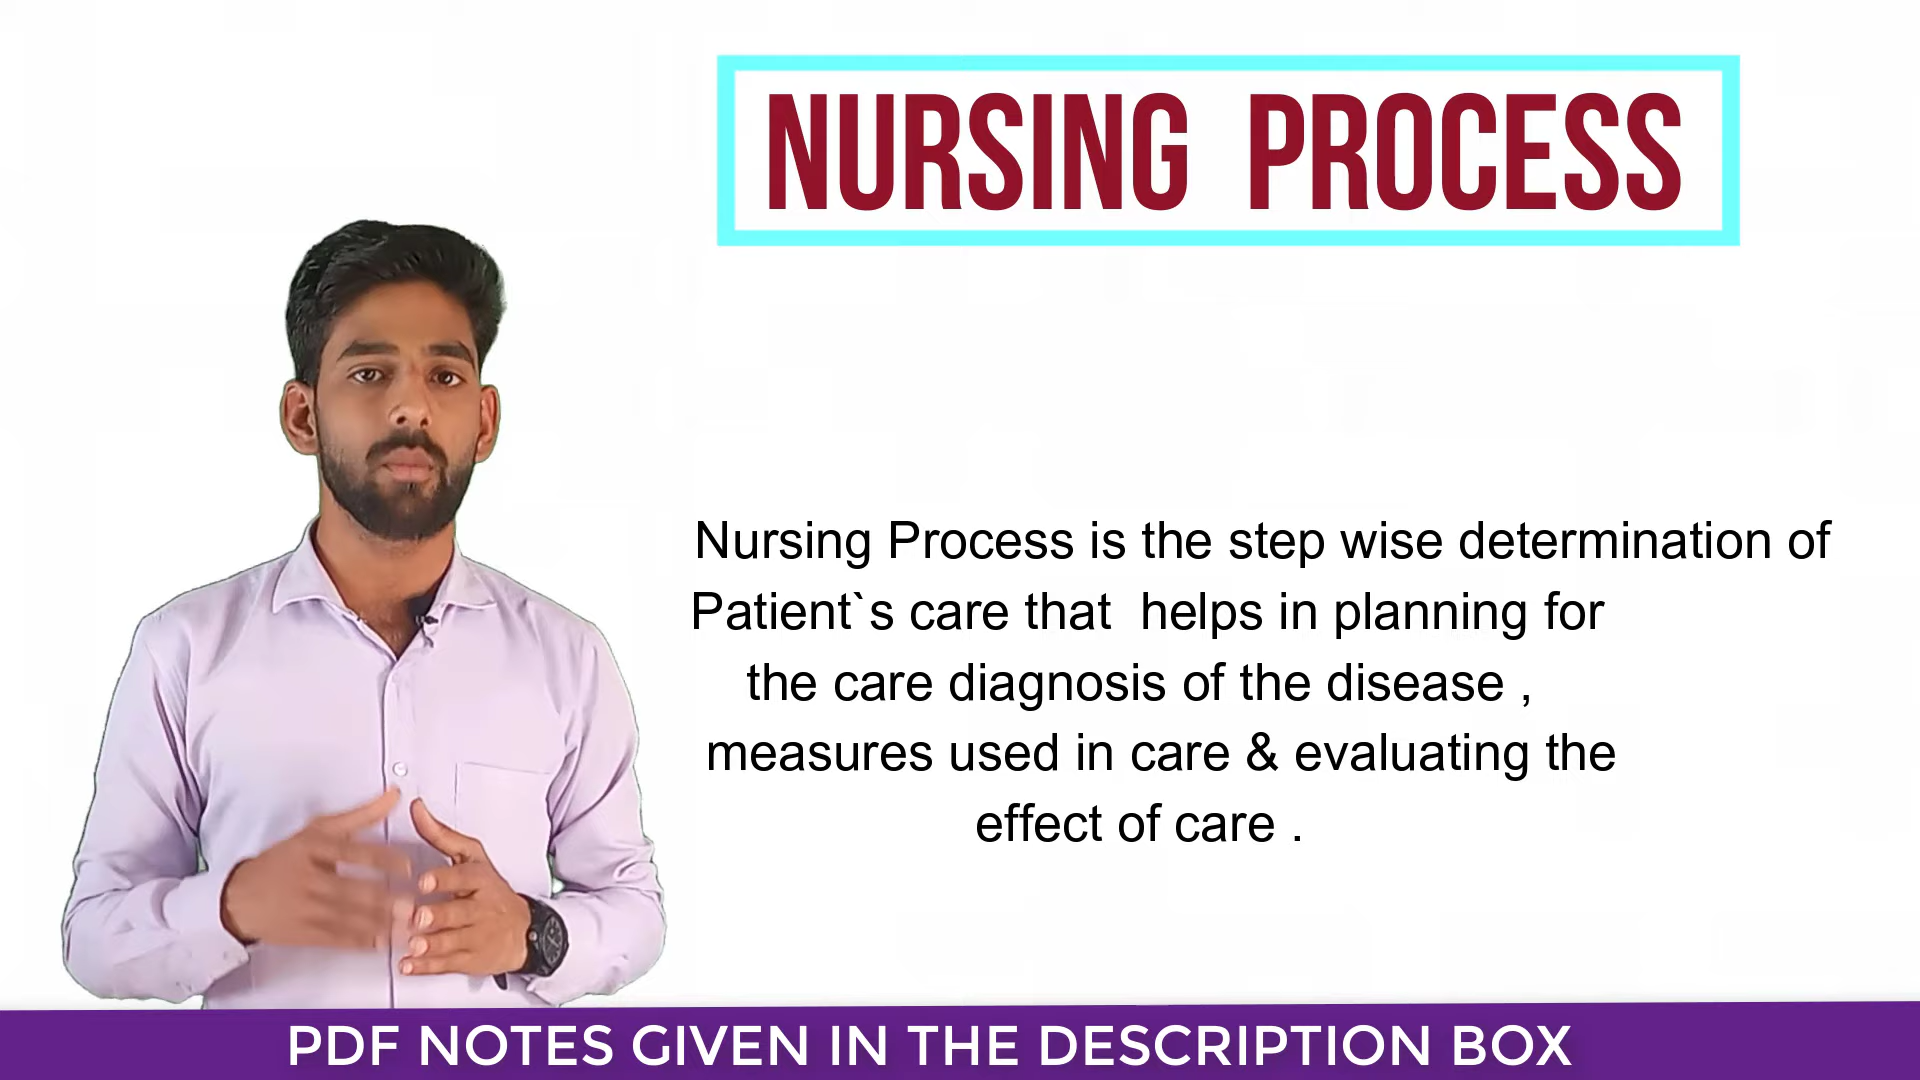 NURSING PROCESS
Nursing Process is the step wise determination of
Patient`s care that helps in planning for
the care diagnosis of the disease ,
measures used in care & evaluating the
effect of care .
PDF NOTES GIVEN IN THE DESCRIPTION BOX